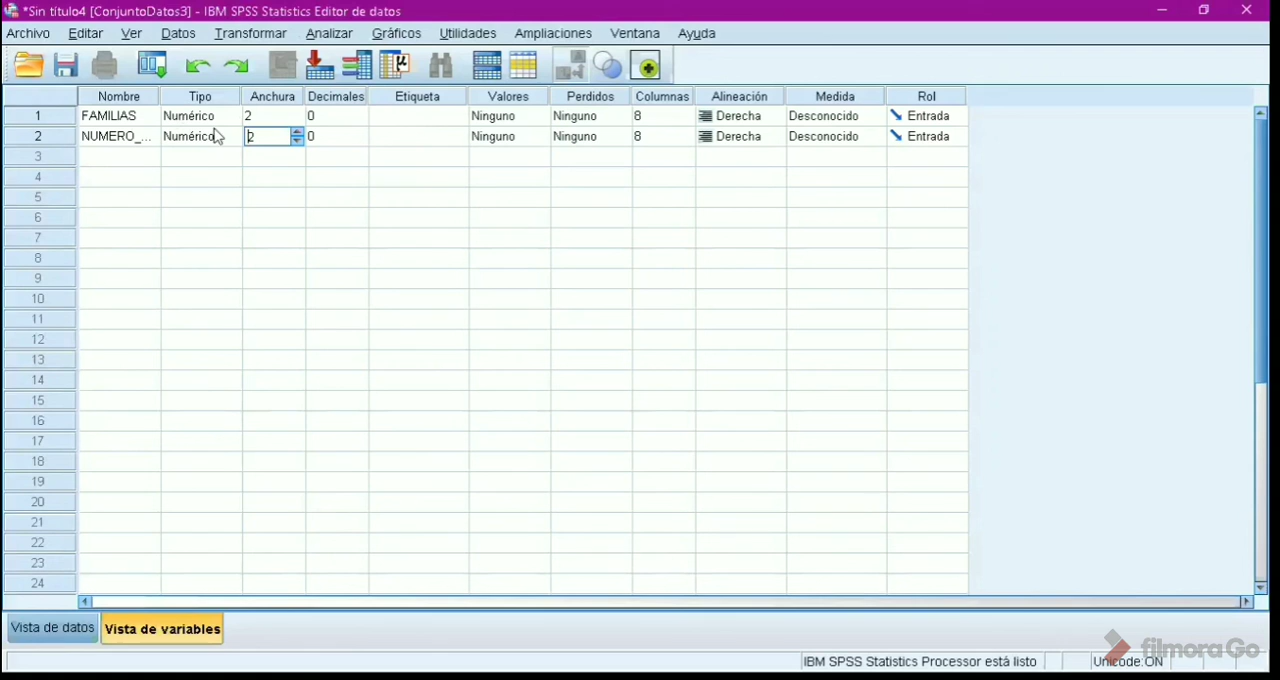 *Sin título4 [ConjuntoDatos3] - IBM SPSS Statistics Editor de datos
Archivo Editar Ver Datos Transformar Analizar Gráficos Utilidades Ampliaciones Ventana Ayuda
Nombre Tipo Anchura Decimales Etiqueta Valores Perdidos Columnas Alineación Medida Rol
1 FAMILIAS Numérico 2 0 Ninguno Ninguno 8 Derecha Desconocido Entrada
2 NUMERO_... Numérico 2 0 Ninguno Ninguno 8 Derecha Desconocido Entrada
3
4
5
6
7
8
9
10
11
12
13
14
15
16
17
18
19
20
21
22
23
24
Vista de datos Vista de variables
filmoraGo
IBM SPSS Statistics Processor está listo Unicode:ON